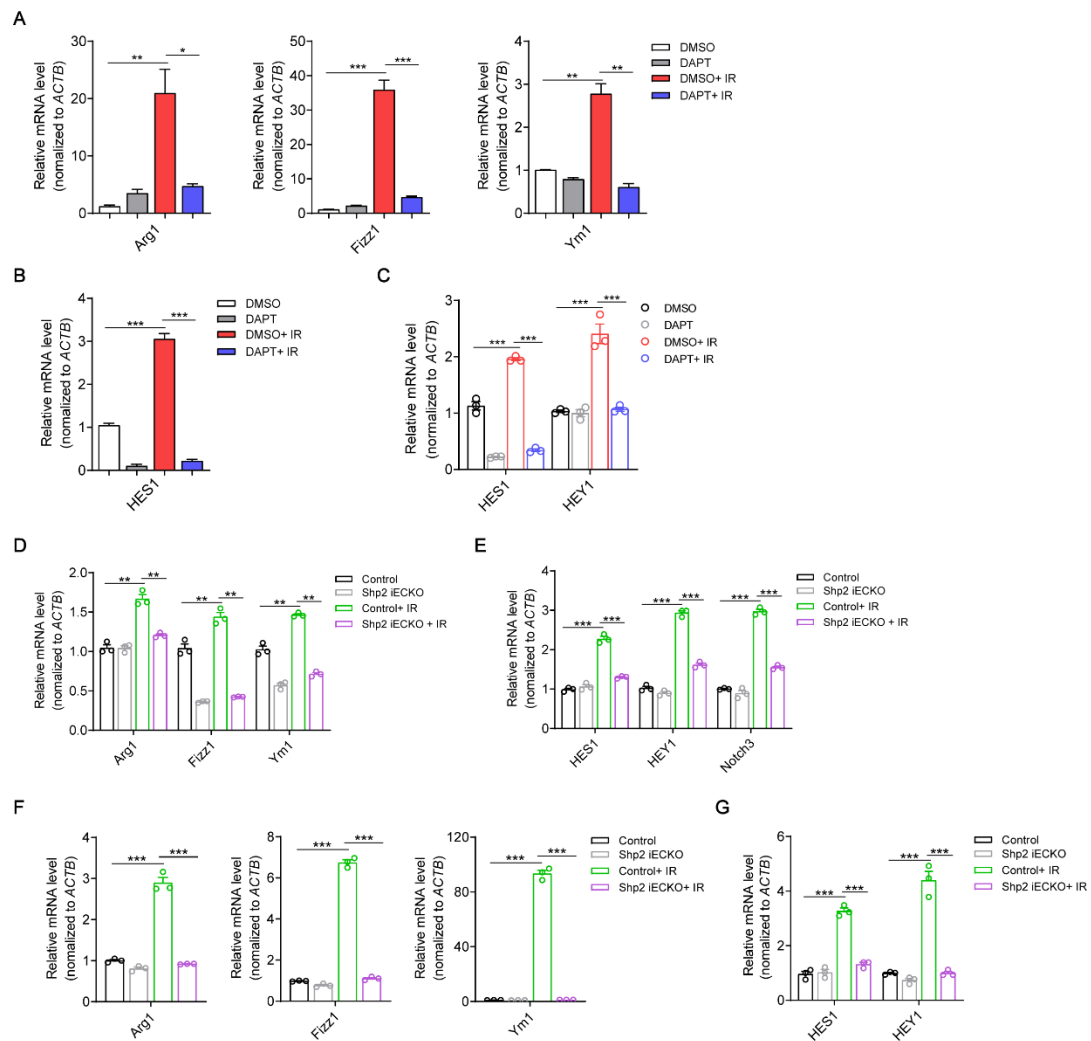 A
Relative mRNA level
(nomalized to ACTB)
30
20
10
0
**
*
Arg1
Relative mRNA level
(nomalized to ACTB)
50
40
30
20
10
0
***
***
Fizz1
Relative mRNA level
(nomalized to ACTB)
4
3
2
1
0
**
**
Ym1
DMSO
DAPT
DMSO+ IR
DAPT+ IR
B
Relative mRNA level
(nomalized to ACTB)
4
3
2
1
0
***
***
HES1
DMSO
DAPT
DMSO+ IR
DAPT+ IR
C
Relative mRNA level
(normalized to ACTB)
3
2
1
0
***
***
***
***
HES1
HEY1
DMSO
DAPT
DMSO+ IR
DAPT+ IR
D
Relative mRNA level
(nomalized to ACTB)
2.0
1.5
1.0
0.5
0.0
**
**
**
**
**
**
Arg1
Fizz1
Ym1
Control
Shp2 iECKO
Control+ IR
Shp2 iECKO + IR
E
Relative mRNA level
(nomalized to ACTB)
4
3
2
1
0
***
***
***
***
***
***
HES1
HEY1
Notch3
Control
Shp2 iECKO
Control+ IR
Shp2 iECKO + IR
F
Relative mRNA level
(nomalized to ACTB)
4
3
2
1
0
***
***
Arg1
Relative mRNA level
(nomalized to ACTB)
8
6
4
2
0
***
***
Fizz1
Relative mRNA level
(nomalized to ACTB)
120
90
60
30
0
***
***
Ym1
Control
Shp2 iECKO
Control+ IR
Shp2 iECKO+ IR
G
Relative mRNA level
(nomalized to ACTB)
6
4
2
0
***
***
***
***
HES1
HEY1
Control
Shp2 iECKO
Control+ IR
Shp2 iECKO+ IR